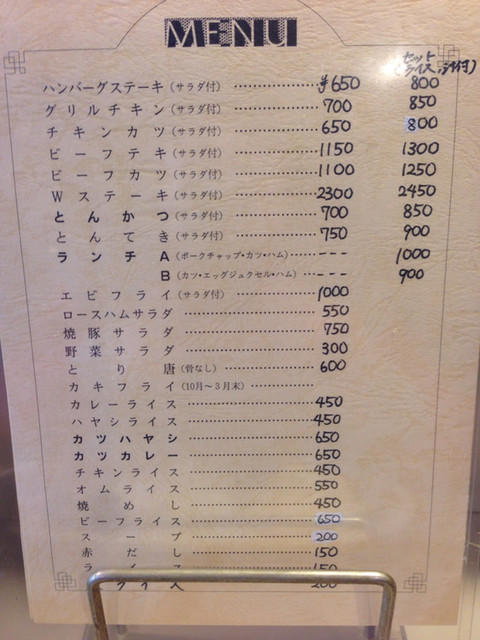 MENU
セット
(ライス,汁付)
ハンバーグステーキ(サラダ付) ¥650 800
グリルチキン(サラダ付) 700 850
チキンカツ(サラダ付) 650 800
ビーフテキ(サラダ付) 1150 1300
ビーフカツ(サラダ付) 1100 1250
Wステーキ(サラダ付) 2300 2450
とんかつ(サラダ付) 700 850
とんてき(サラダ付) 750 900
ランチ A(ポークチャップ・カツ・ハム) --- 1000
B(カツ・エッグジュクセル・ハム) --- 900
エビフライ(サラダ付) 1000
ロースハムサラダ 550
焼豚サラダ 750
野菜サラダ 300
とり唐(骨なし) 600
カキフライ(10月~3月末)
カレーライス 450
ハヤシライス 450
カツハヤシ 650
カツカレー 650
チキンライス 450
オムライス 550
焼めし 450
ビーフライス 650
スープ 200
赤だし 150
ライス 150
200